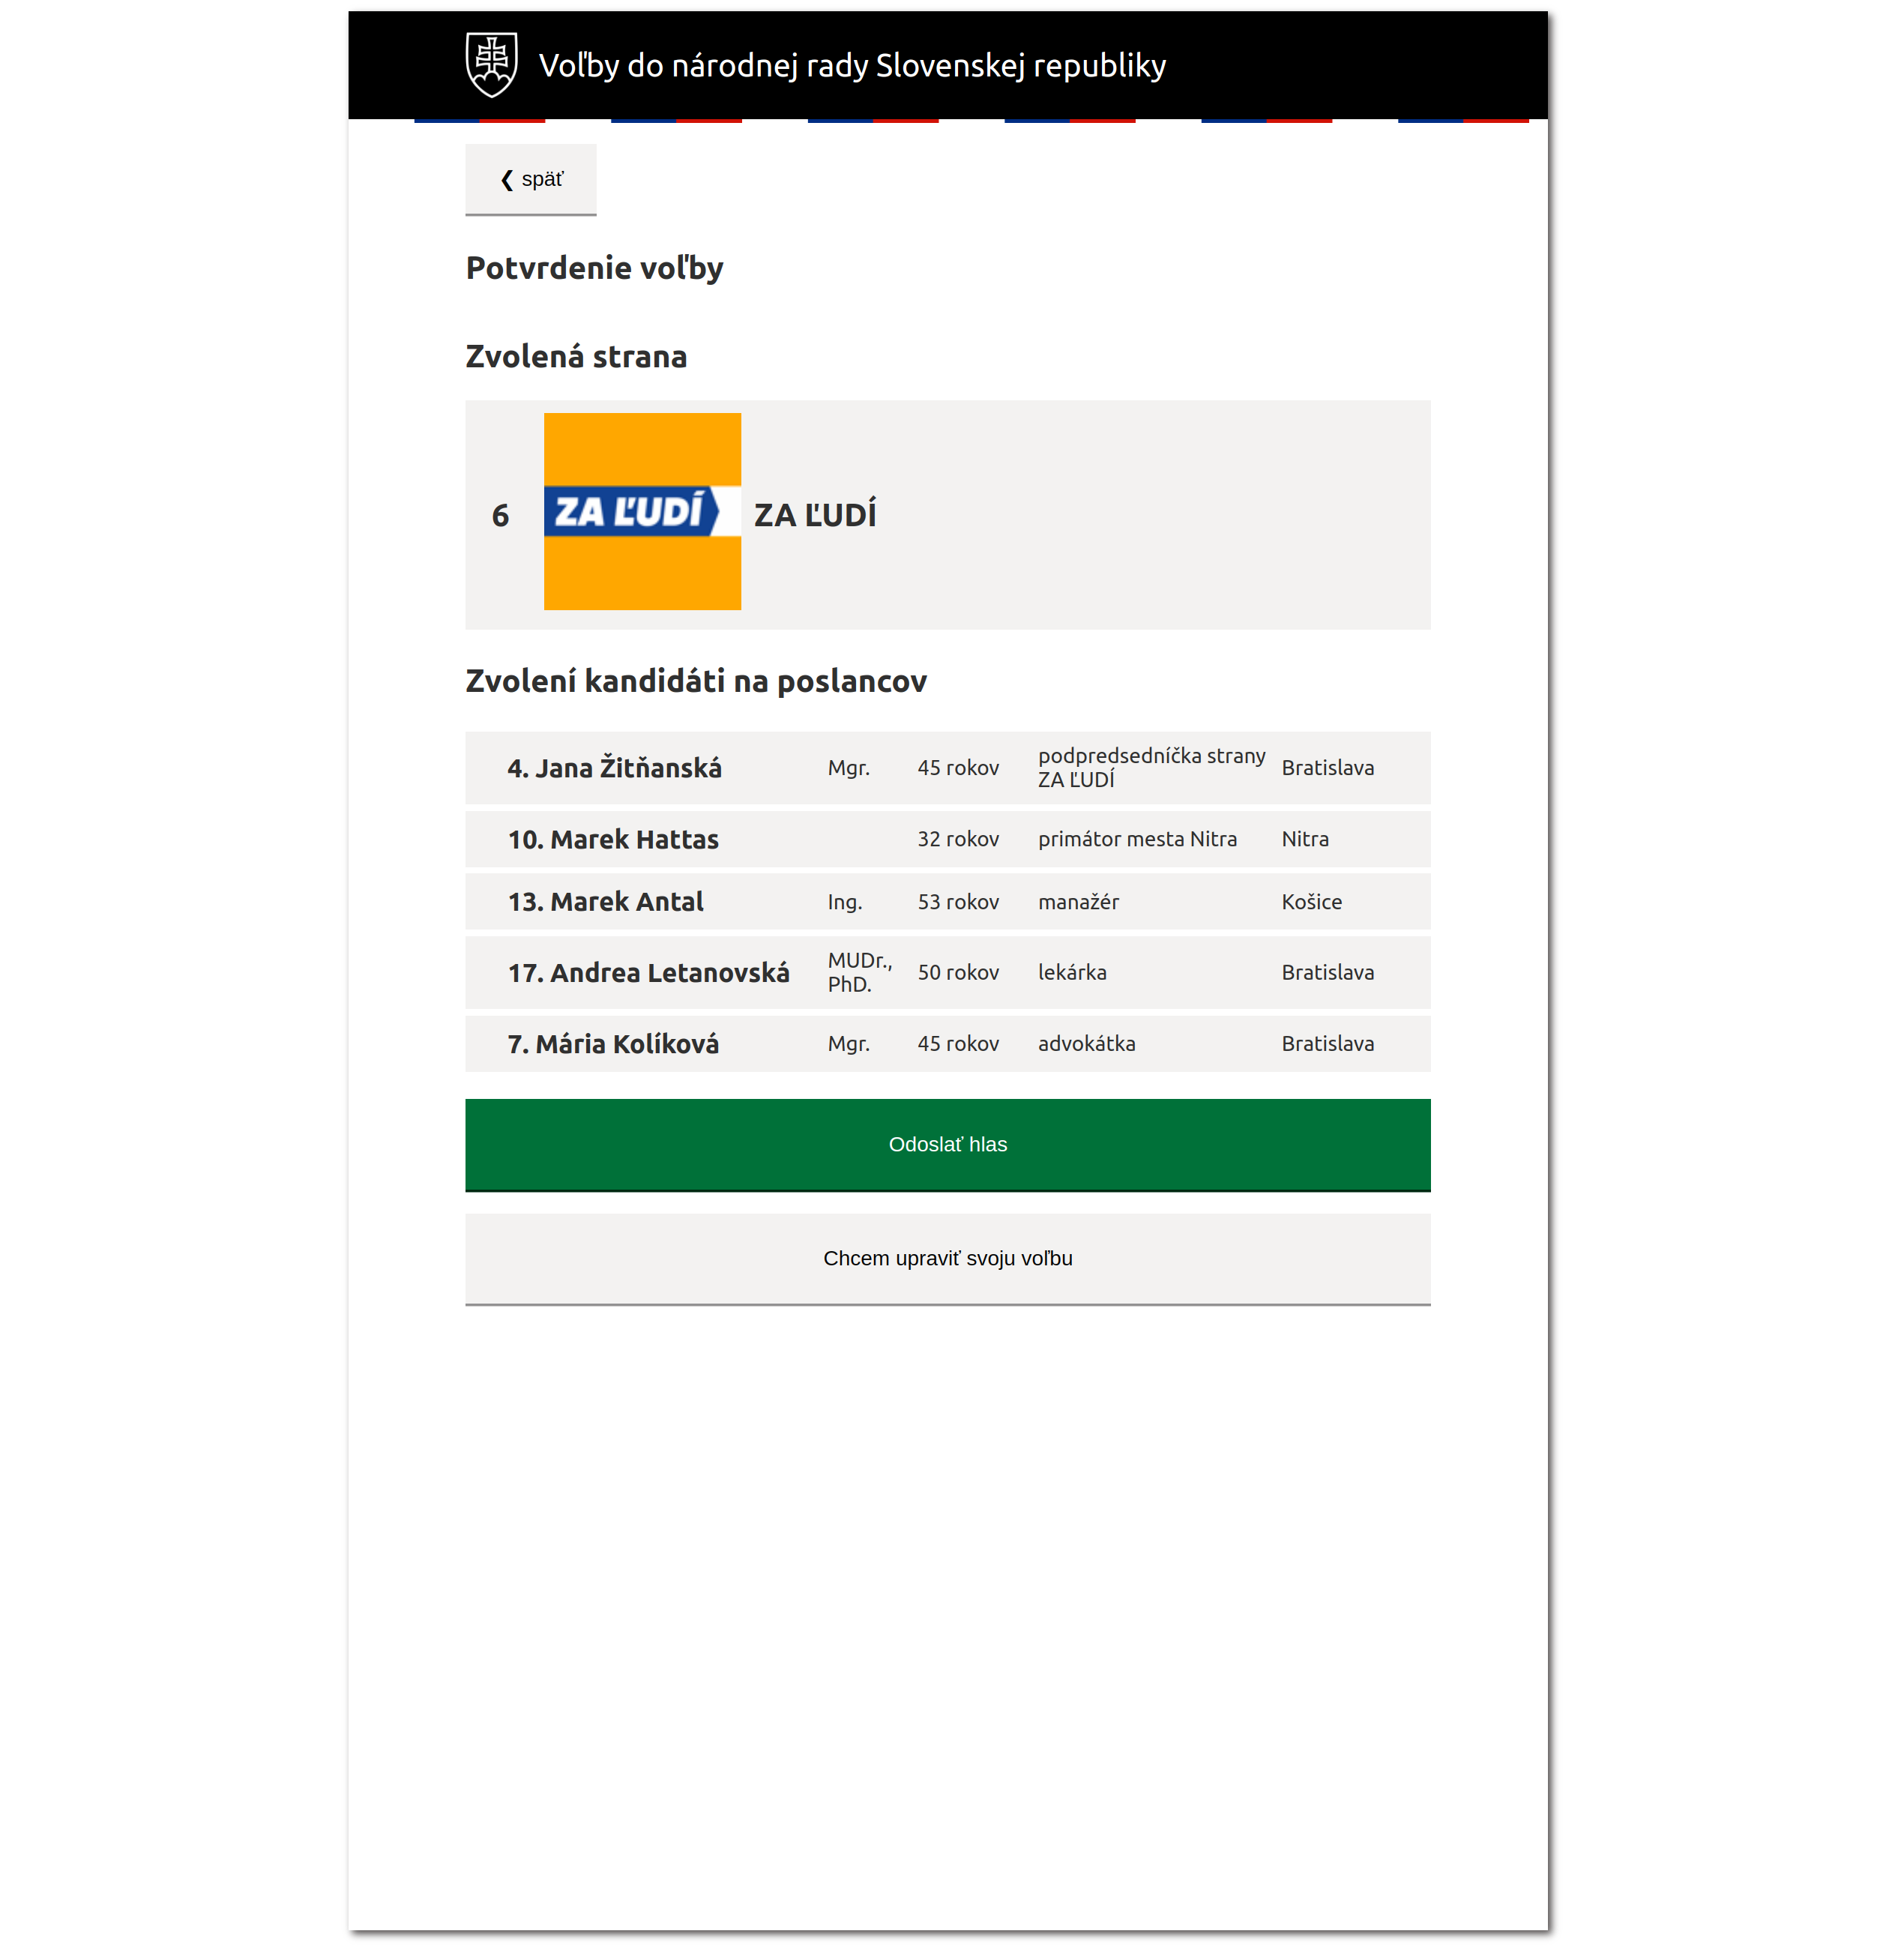 Voľby do národnej rady Slovenskej republiky
❮ späť
Potvrdenie voľby
Zvolená strana
6 ZA ĽUDÍ ZA ĽUDÍ
Zvolení kandidáti na poslancov
4. Jana Žitňanská Mgr. 45 rokov podpredsedníčka strany ZA ĽUDÍ Bratislava
10. Marek Hattas 32 rokov primátor mesta Nitra Nitra
13. Marek Antal Ing. 53 rokov manažér Košice
17. Andrea Letanovská MUDr., PhD. 50 rokov lekárka Bratislava
7. Mária Kolíková Mgr. 45 rokov advokátka Bratislava
Odoslať hlas
Chcem upraviť svoju voľbu